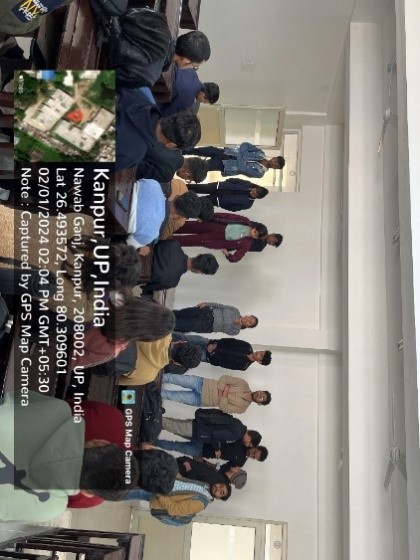 Kanpur, UP, India
Nawab Ganj, Kanpur, 208002, UP, India
Lat 26.493572, Long 80.309601
02/01/2024 02:04 PM GMT+05:30
Note : Captured by GPS Map Camera
GPS Map Camera